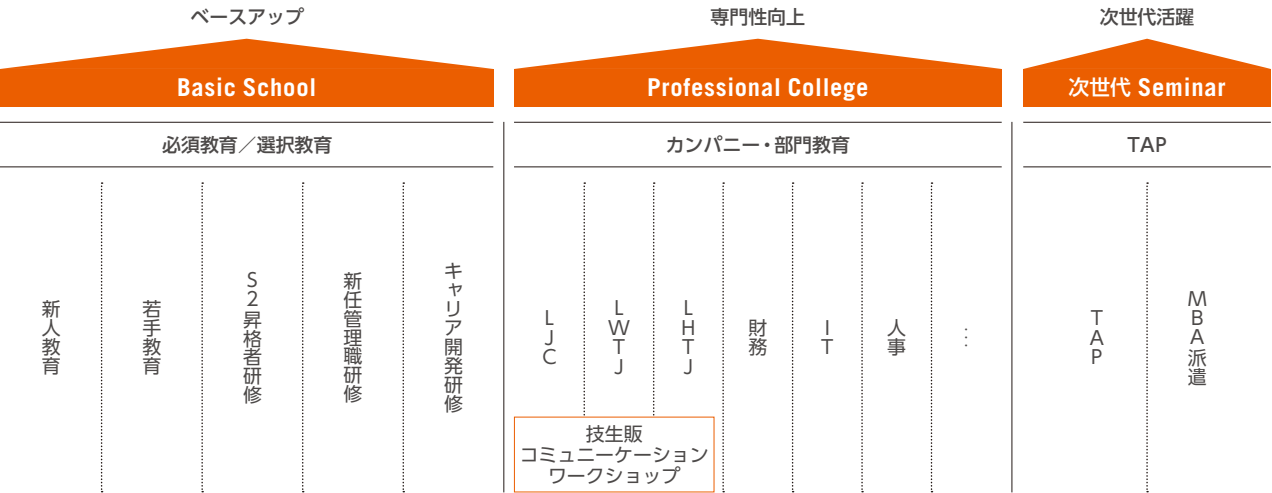 ベースアップ
専門性向上
次世代活躍
Basic School
Professional College
次世代 Seminar
必須教育／選択教育
カンパニー・部門教育
TAP
新人教育
若手教育
S2昇格者研修
新任管理職研修
キャリア開発研修
LJC
LWTJ
LHTJ
財務
IT
人事
…
TAP
MBA派遣
技生販
コミュニーケーション
ワークショップ